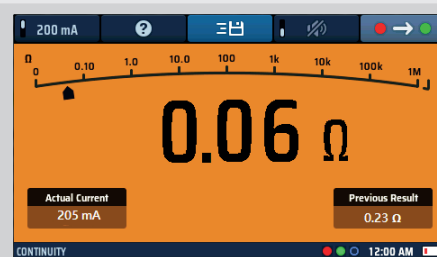 200 mA ?
Ω 0 0.10 1.0 10.0 100 1k 10k 100k 1M
0.06 Ω
Actual Current
205 mA
Previous Result
0.23 Ω
CONTINUITY 12:00 AM